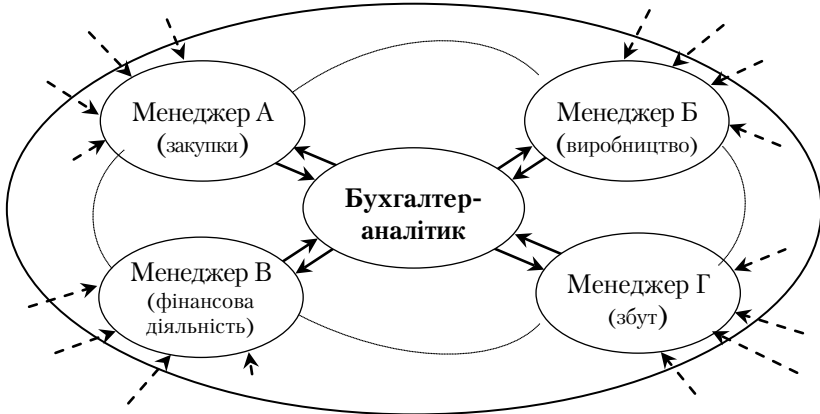 Менеджер А
(закупки)
Менеджер Б
(виробництво)
Бухгалтер-
аналітик
Менеджер В
(фінансова
діяльність)
Менеджер Г
(збут)